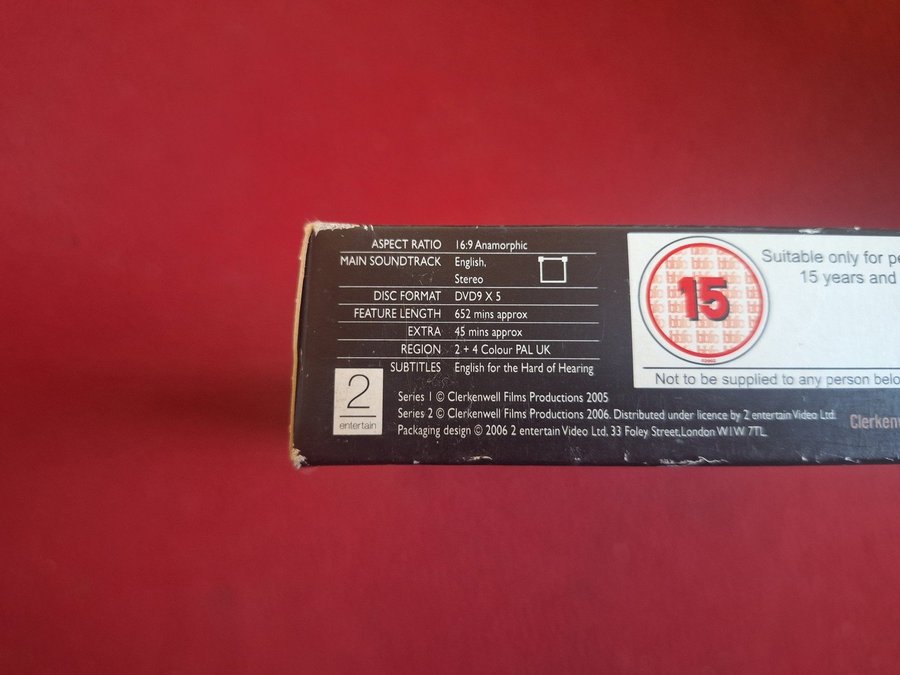 ASPECT RATIO 16:9 Anamorphic
MAIN SOUNDTRACK English,
Stereo
DISC FORMAT DVD9 X 5
FEATURE LENGTH 652 mins approx
EXTRA 45 mins approx
REGION 2 + 4 Colour PAL UK
SUBTITLES English for the Hard of Hearing
2
entertain
Series 1 © Clerkenwell Films Productions 2005
Series 2 © Clerkenwell Films Productions 2006. Distributed under licence by 2 entertain Video Ltd.
Packaging design © 2006 2 entertain Video Ltd. 33 Foley Street, London W1W 7TL
15
Suitable only for
15 years and
Not to be supplied to any person